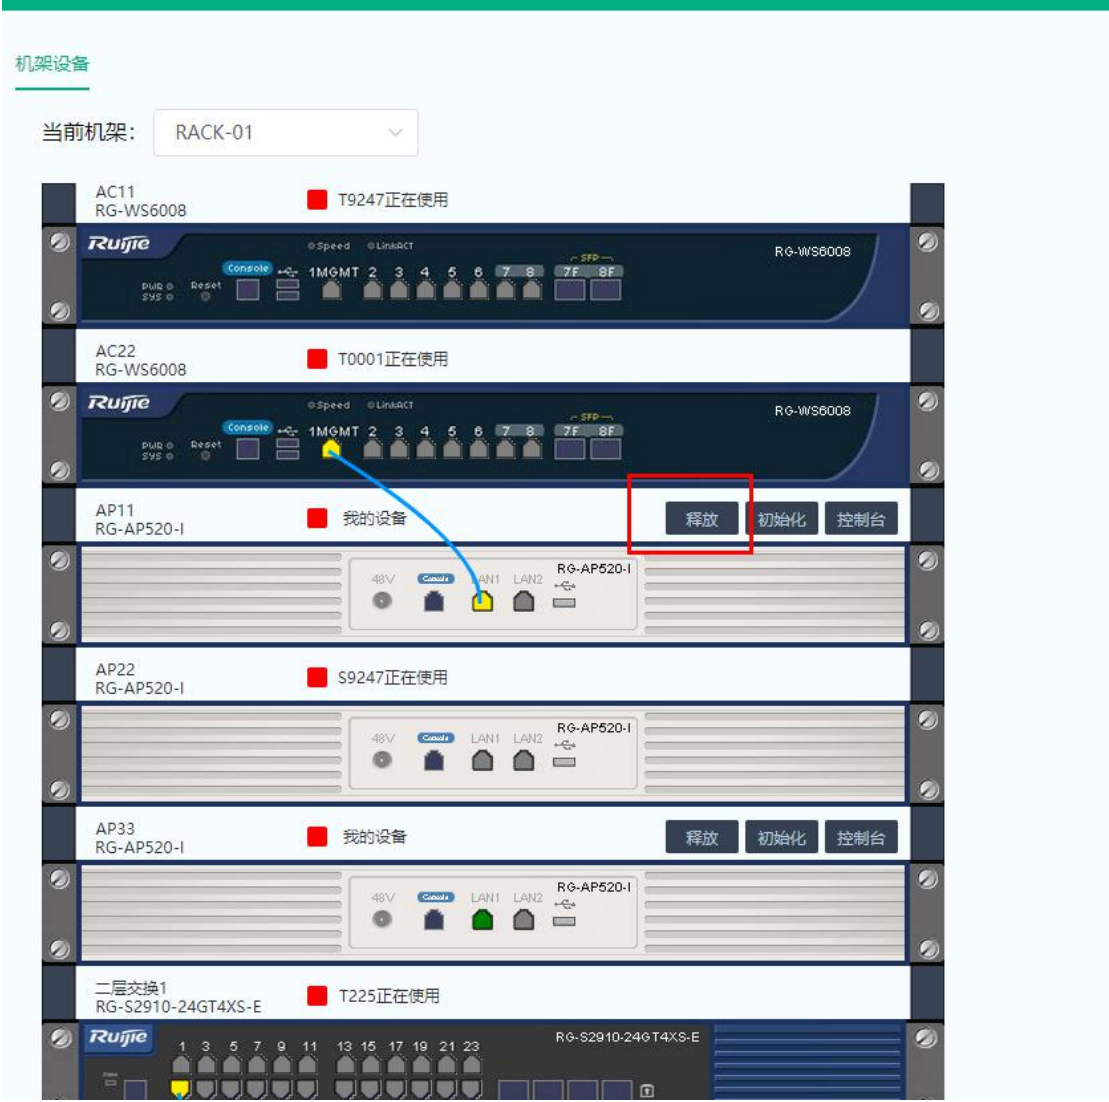 机架设备
当前机架： RACK-01
AC11
RG-WS6008
T9247正在使用
Ruijie
Speed LinkACT
RG-WS6008
SFP
Console 1MGMT 2 3 4 5 6 7 8 7F 8F
PWR Reset
SYS
AC22
RG-WS6008
T0001正在使用
Ruijie
Speed LinkACT
RG-WS6008
SFP
Console 1MGMT 2 3 4 5 6 7 8 7F 8F
PWR Reset
SYS
AP11
RG-AP520-I
我的设备
释放 初始化 控制台
RG-AP520-I
48V Console LAN1 LAN2
AP22
RG-AP520-I
S9247正在使用
RG-AP520-I
48V Console LAN1 LAN2
AP33
RG-AP520-I
我的设备
释放 初始化 控制台
RG-AP520-I
48V Console LAN1 LAN2
二层交换1
RG-S2910-24GT4XS-E
T225正在使用
Ruijie
RG-S2910-24GT4XS-E
1 3 5 7 9 11 13 15 17 19 21 23